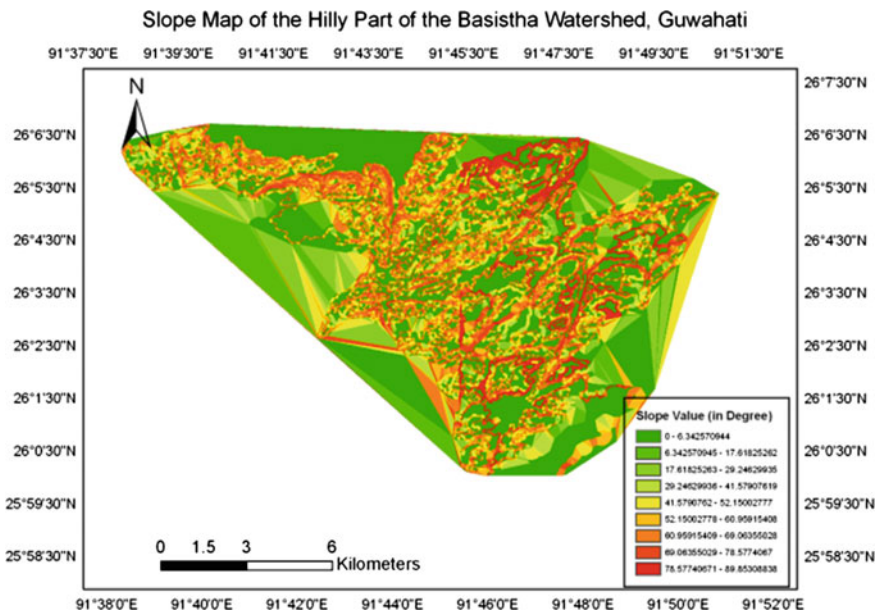 Slope Map of the Hilly Part of the Basistha Watershed, Guwahati
91°37'30"E 91°39'30"E 91°41'30"E 91°43'30"E 91°45'30"E 91°47'30"E 91°49'30"E 91°51'30"E
26°7'30"N
N
26°6'30"N 26°6'30"N
26°5'30"N 26°5'30"N
26°4'30"N 26°4'30"N
26°3'30"N 26°3'30"N
26°2'30"N 26°2'30"N
26°1'30"N 26°1'30"N
26°0'30"N 26°0'30"N
25°59'30"N 25°59'30"N
25°58'30"N 25°58'30"N
Slope Value (in Degree)
0 - 6.342570944
6.342570945 - 17.61825262
17.61825263 - 29.24629935
29.24629936 - 41.57907619
41.5790762 - 52.15002777
52.15002778 - 60.95915408
60.95915409 - 69.06355028
69.06355029 - 78.5774067
78.57740671 - 89.85308838
0 1.5 3 6
Kilometers
91°38'0"E 91°40'0"E 91°42'0"E 91°44'0"E 91°46'0"E 91°48'0"E 91°50'0"E 91°52'0"E